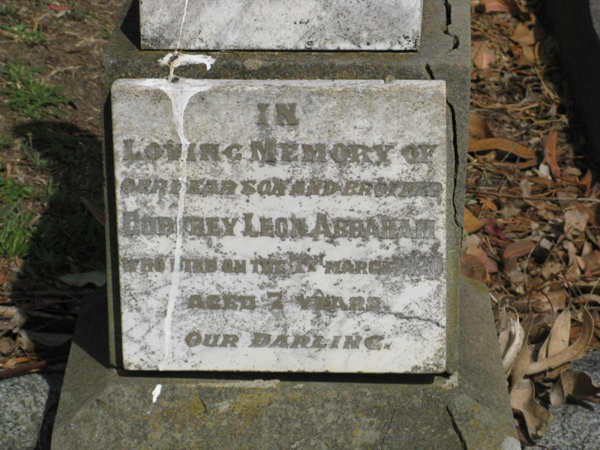 IN
LOVING MEMORY OF
OUR DEAR SON AND BROTHER
COURTNEY LEON ABRAHAM
WHO DIED ON THE MARCH
AGED 7 YEARS.
OUR DARLING.